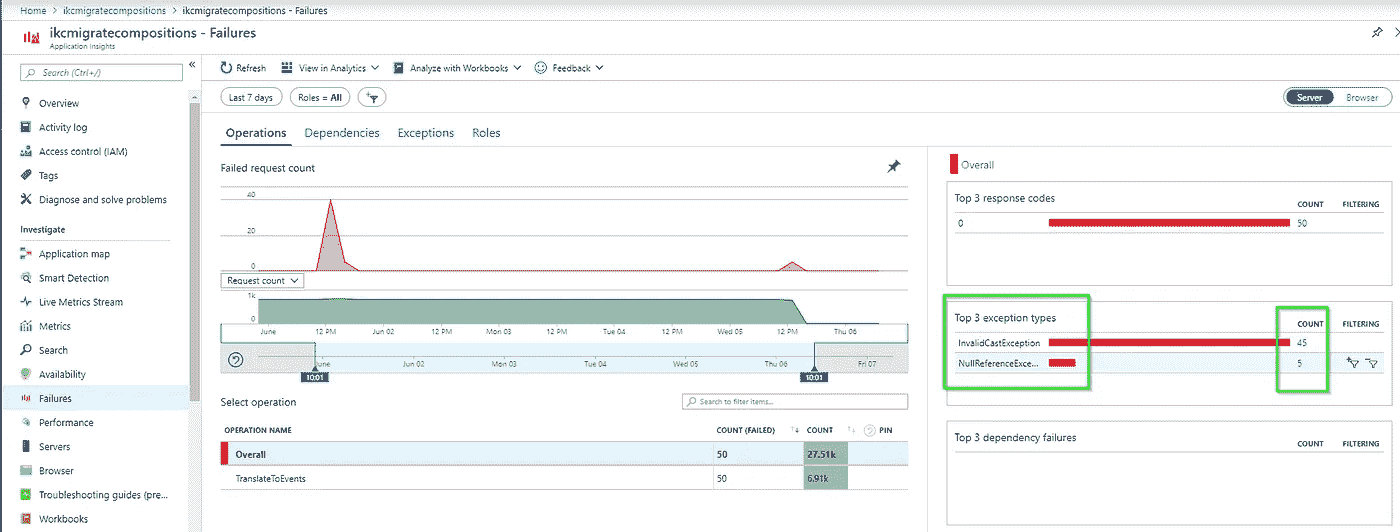 Home > ikcmigratecompositions > ikcmigratecompositions - Failures
ikcmigratecompositions - Failures
Application Insights
Search (Ctrl+/)
Overview
Activity log
Access control (IAM)
Tags
Diagnose and solve problems
Investigate
Application map
Smart Detection
Live Metrics Stream
Metrics
Search
Availability
Failures
Performance
Servers
Browser
Troubleshooting guides (pre...
Workbooks
Refresh
View in Analytics
Analyze with Workbooks
Feedback
Last 7 days
Roles = All
Server
Browser
Operations
Dependencies
Exceptions
Roles
Failed request count
40
20
0
Request count
1k
0
June 12 PM Jun 02 12 PM Mon 03 12 PM Tue 04 12 PM Wed 05 12 PM Thu 06
June Jun 02 Mon 03 Tue 04 Wed 05 Thu 06 Fri 07
10:01 10:01
Select operation
Search to filter items...
OPERATION NAME COUNT (FAILED) COUNT PIN
Overall 50 27.51k
TranslateToEvents 50 6.91k
Overall
Top 3 response codes
COUNT FILTERING
0 50
Top 3 exception types
COUNT FILTERING
InvalidCastException 45
NullReferenceExce... 5
Top 3 dependency failures
COUNT FILTERING